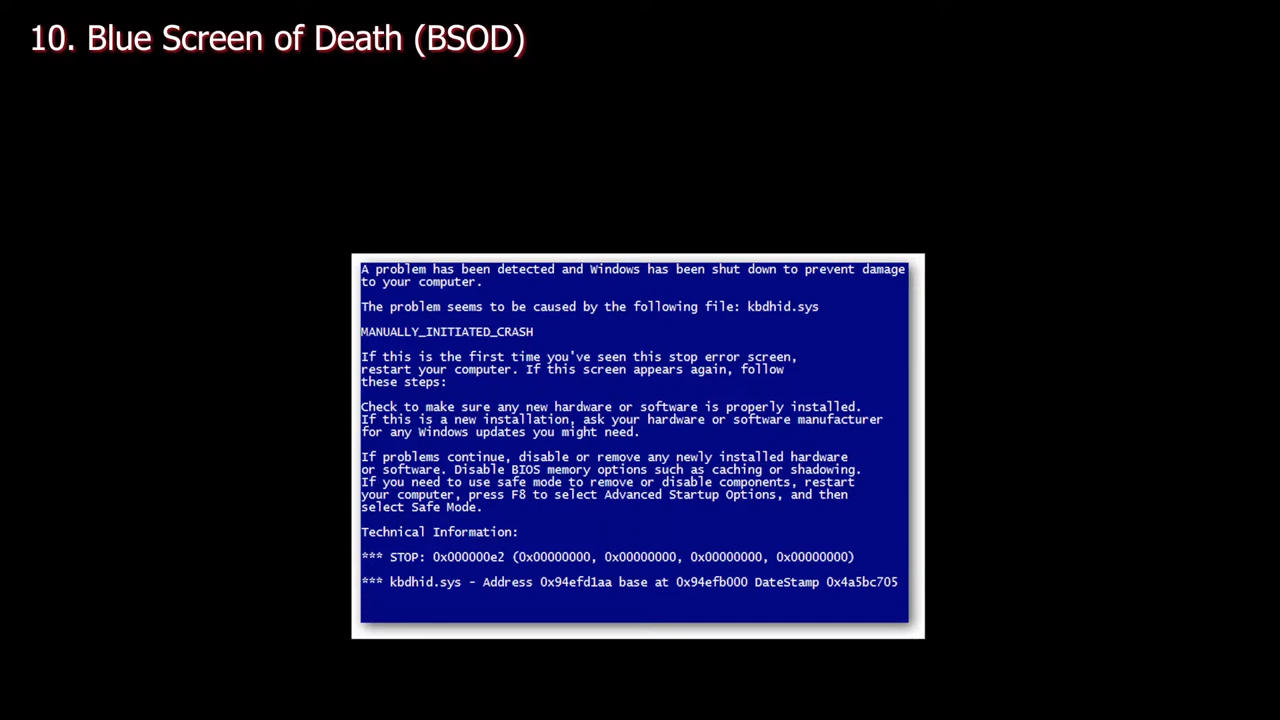 10. Blue Screen of Death (BSOD)
A problem has been detected and Windows has been shut down to prevent damage
to your computer.
The problem seems to be caused by the following file: kbdhid.sys
MANUALLY_INITIATED_CRASH
If this is the first time you've seen this stop error screen,
restart your computer. If this screen appears again, follow
these steps:
Check to make sure any new hardware or software is properly installed.
If this is a new installation, ask your hardware or software manufacturer
for any Windows updates you might need.
If problems continue, disable or remove any newly installed hardware
or software. Disable BIOS memory options such as caching or shadowing.
If you need to use safe mode to remove or disable components, restart
your computer, press F8 to select Advanced Startup Options, and then
select Safe Mode.
Technical Information:
*** STOP: 0x000000e2 (0x00000000, 0x00000000, 0x00000000, 0x00000000)
*** kbdhid.sys - Address 0x94efd1aa base at 0x94efb000 DateStamp 0x4a5bc705